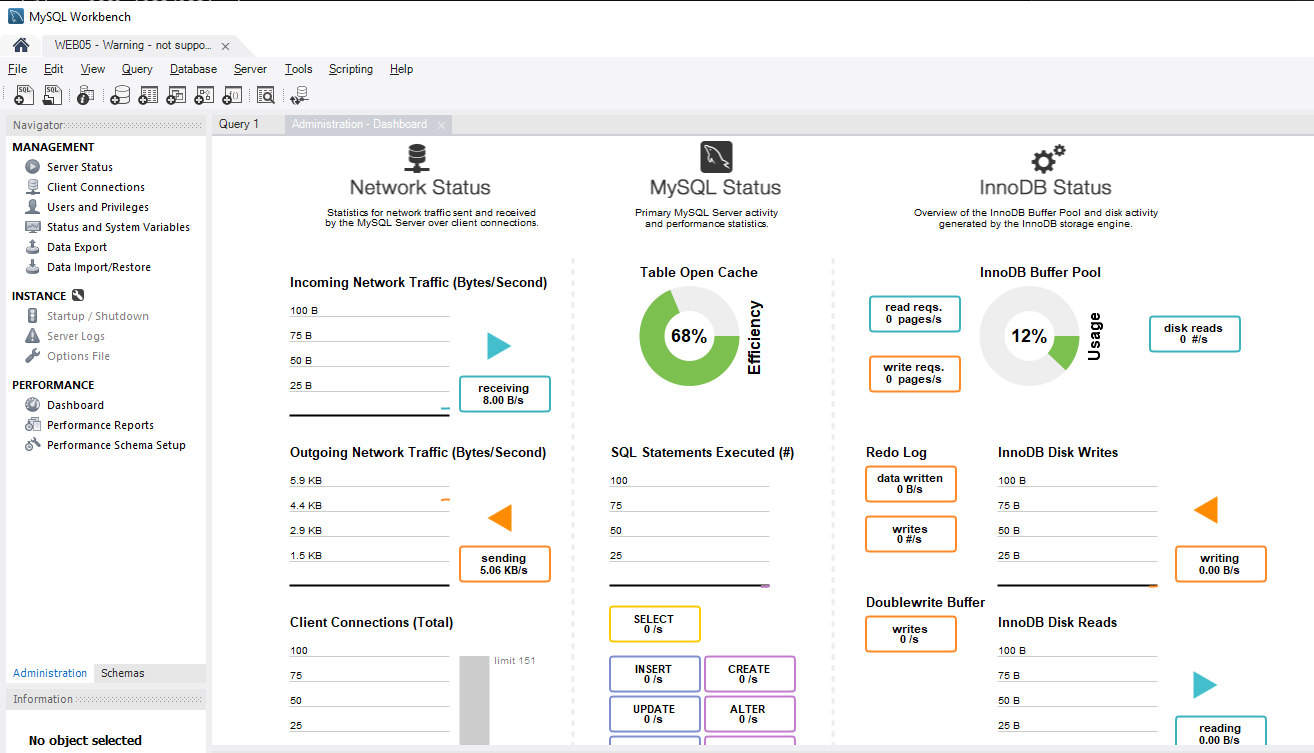 MySQL Workbench
WEB05 - Warning - not suppo...
File Edit View Query Database Server Tools Scripting Help
Navigator
MANAGEMENT
Server Status
Client Connections
Users and Privileges
Status and System Variables
Data Export
Data Import/Restore
INSTANCE
Startup / Shutdown
Server Logs
Options File
PERFORMANCE
Dashboard
Performance Reports
Performance Schema Setup
Administration Schemas
Information
No object selected
Query 1 Administration - Dashboard
Network Status
Statistics for network traffic sent and received
by the MySQL Server over client connections.
Incoming Network Traffic (Bytes/Second)
100 B
75 B
50 B
25 B
receiving
8.00 B/s
Outgoing Network Traffic (Bytes/Second)
5.9 KB
4.4 KB
2.9 KB
1.5 KB
sending
5.06 KB/s
Client Connections (Total)
100
75
50
25
limit 151
MySQL Status
Primary MySQL Server activity
and performance statistics.
Table Open Cache
68%
Efficiency
SQL Statements Executed (#)
100
75
50
25
SELECT
0 /s
INSERT
0 /s
CREATE
0 /s
UPDATE
0 /s
ALTER
0 /s
InnoDB Status
Overview of the InnoDB Buffer Pool and disk activity
generated by the InnoDB storage engine.
InnoDB Buffer Pool
read reqs.
0 pages/s
write reqs.
0 pages/s
12%
Usage
disk reads
0 #/s
Redo Log
data written
0 B/s
writes
0 #/s
Doublewrite Buffer
writes
0 /s
InnoDB Disk Writes
100 B
75 B
50 B
25 B
writing
0.00 B/s
InnoDB Disk Reads
100 B
75 B
50 B
25 B
reading
0.00 B/s